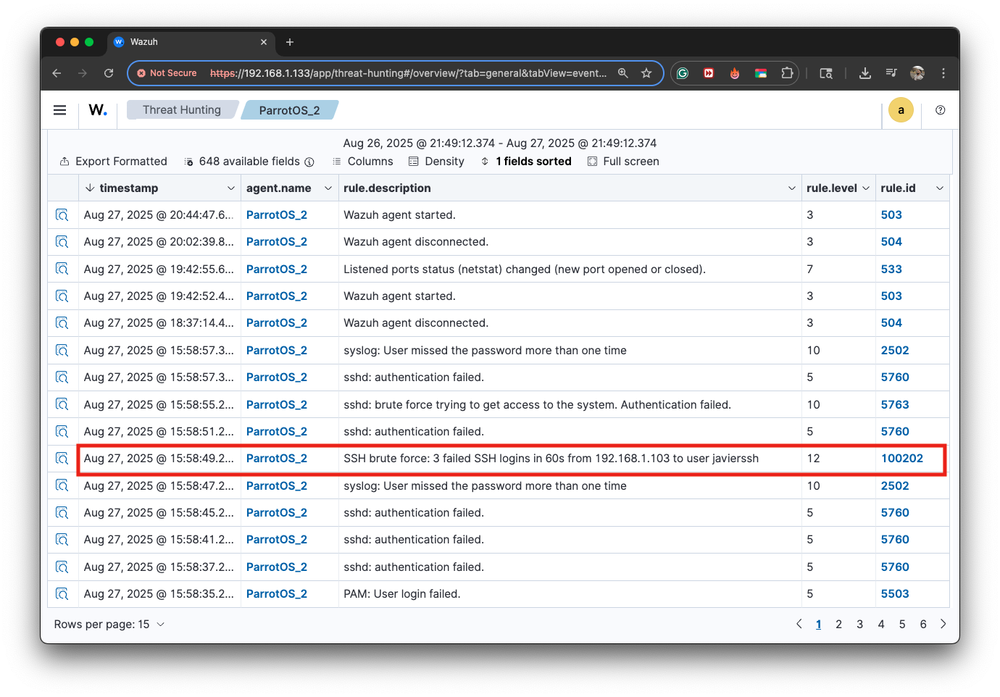 Wazuh
Not Secure https://192.168.1.133/app/threat-hunting#/overview/?tab=general&tabView=event...
W. Threat Hunting ParrotOS_2 a
Aug 26, 2025 @ 21:49:12.374 - Aug 27, 2025 @ 21:49:12.374
Export Formatted 648 available fields Columns Density 1 fields sorted Full screen
timestamp agent.name rule.description rule.level rule.id
Aug 27, 2025 @ 20:44:47.6... ParrotOS_2 Wazuh agent started. 3 503
Aug 27, 2025 @ 20:02:39.8... ParrotOS_2 Wazuh agent disconnected. 3 504
Aug 27, 2025 @ 19:42:55.6... ParrotOS_2 Listened ports status (netstat) changed (new port opened or closed). 7 533
Aug 27, 2025 @ 19:42:52.4... ParrotOS_2 Wazuh agent started. 3 503
Aug 27, 2025 @ 18:37:14.4... ParrotOS_2 Wazuh agent disconnected. 3 504
Aug 27, 2025 @ 15:58:57.3... ParrotOS_2 syslog: User missed the password more than one time 10 2502
Aug 27, 2025 @ 15:58:57.3... ParrotOS_2 sshd: authentication failed. 5 5760
Aug 27, 2025 @ 15:58:55.2... ParrotOS_2 sshd: brute force trying to get access to the system. Authentication failed. 10 5763
Aug 27, 2025 @ 15:58:51.2... ParrotOS_2 sshd: authentication failed. 5 5760
Aug 27, 2025 @ 15:58:49.2... ParrotOS_2 SSH brute force: 3 failed SSH logins in 60s from 192.168.1.103 to user javierssh 12 100202
Aug 27, 2025 @ 15:58:47.2... ParrotOS_2 syslog: User missed the password more than one time 10 2502
Aug 27, 2025 @ 15:58:45.2... ParrotOS_2 sshd: authentication failed. 5 5760
Aug 27, 2025 @ 15:58:41.2... ParrotOS_2 sshd: authentication failed. 5 5760
Aug 27, 2025 @ 15:58:37.2... ParrotOS_2 sshd: authentication failed. 5 5760
Aug 27, 2025 @ 15:58:35.2... ParrotOS_2 PAM: User login failed. 5 5503
Rows per page: 15 1 2 3 4 5 6